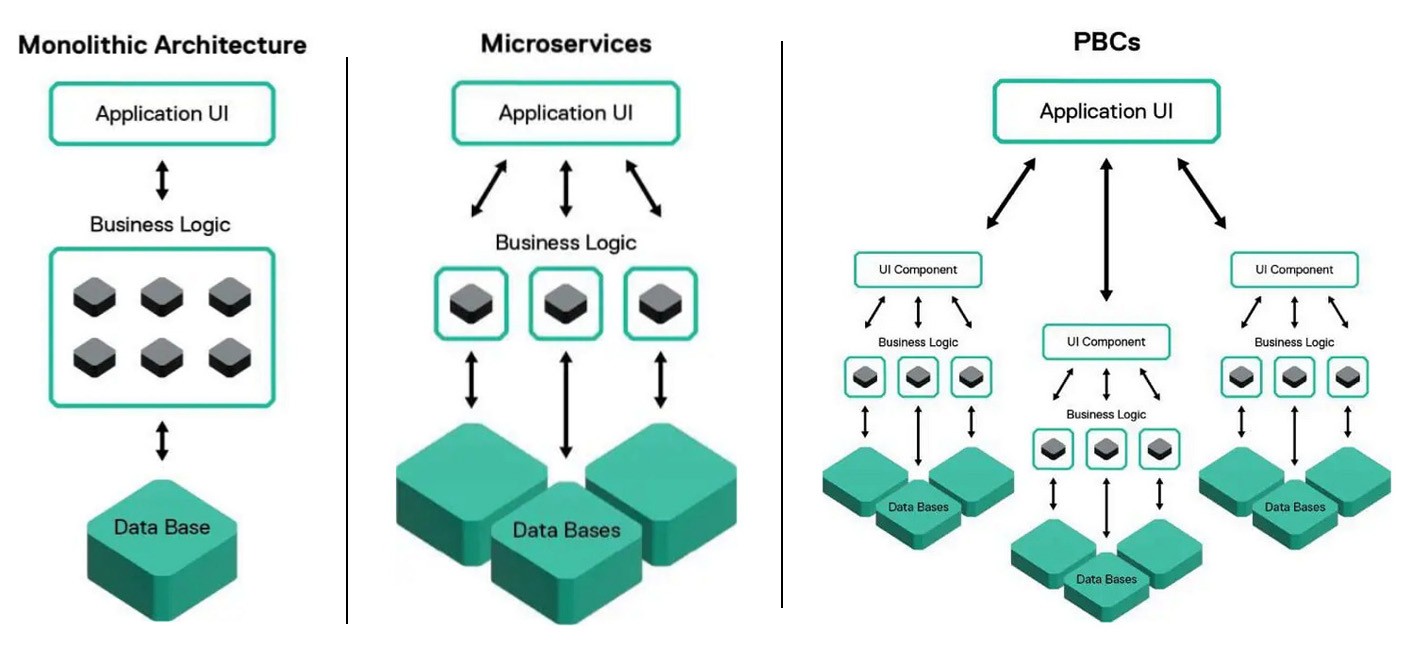 Monolithic Architecture
Application UI
Business Logic
Data Base
Microservices
Application UI
Business Logic
Data Bases
PBCs
Application UI
UI Component
Business Logic
Data Bases
UI Component
Business Logic
Data Bases
UI Component
Business Logic
Data Bases